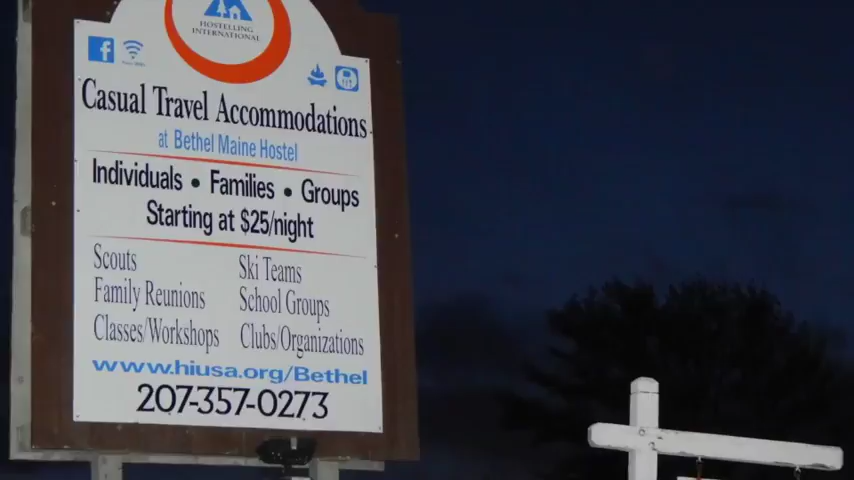 HOSTELLING
INTERNATIONAL
f
Casual Travel Accommodations
at Bethel Maine Hostel
Individuals • Families • Groups
Starting at $25/night
Scouts Ski Teams
Family Reunions School Groups
Classes/Workshops Clubs/Organizations
www.hiusa.org/Bethel
207-357-0273